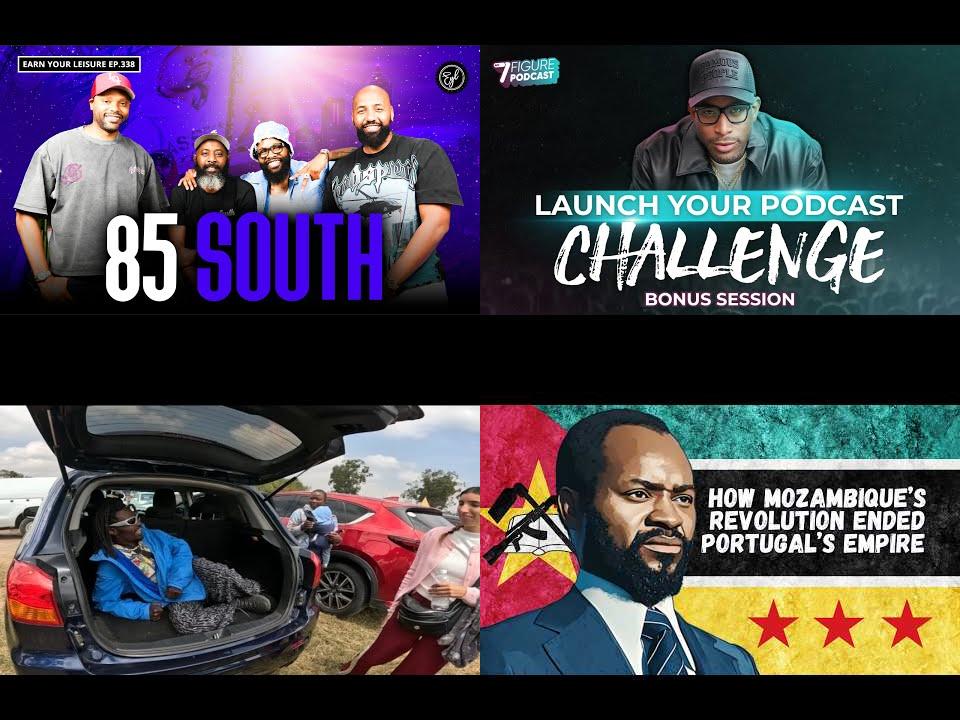 EARN YOUR LEISURE EP.338
Eyl
85 SOUTH
7 FIGURE
PODCAST
FAMOUS
PEOPLE
LAUNCH YOUR PODCAST
CHALLENGE
BONUS SESSION
HOW MOZAMBIQUE'S
REVOLUTION ENDED
PORTUGAL'S EMPIRE